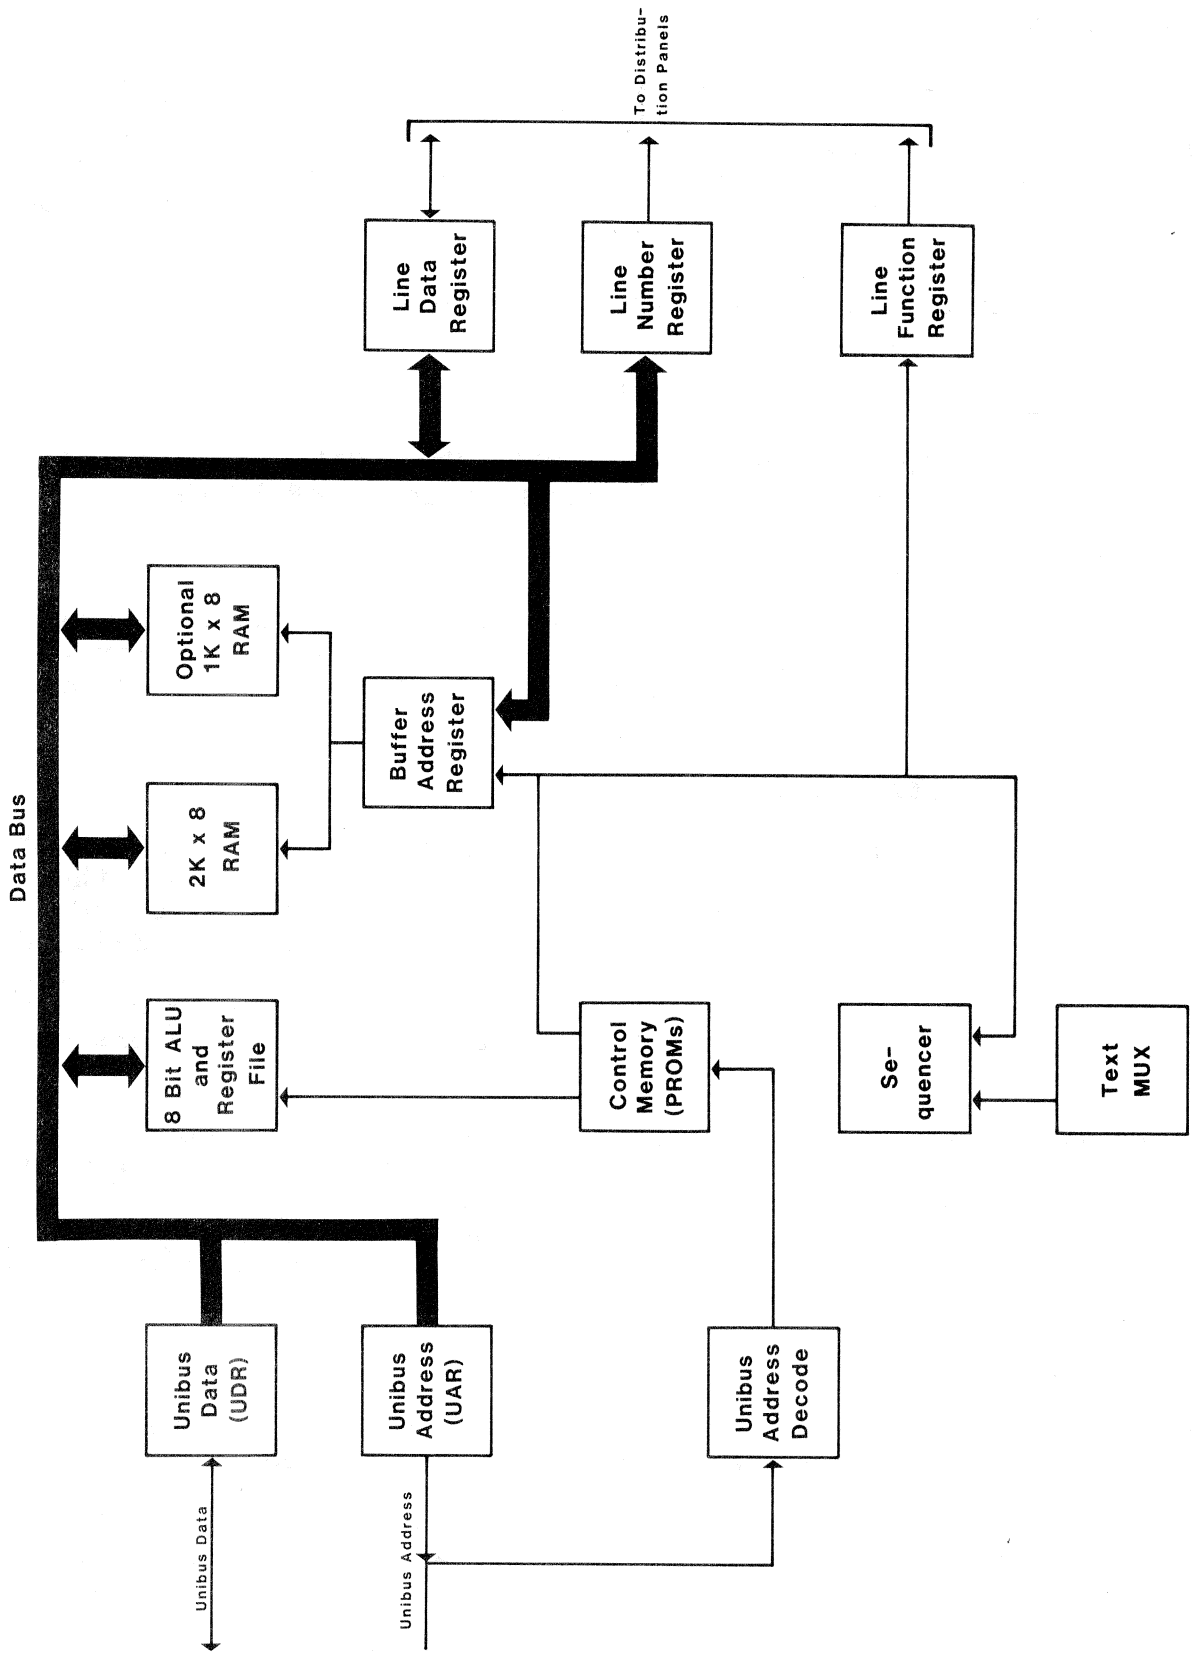 Data Bus
Unibus Data
Unibus
Data
(UDR)
8 Bit ALU
and
Register
File
2K x 8
RAM
Optional
1K x 8
RAM
Unibus Address
Unibus
Address
(UAR)
Buffer
Address
Register
Line
Data
Register
Control
Memory
(PROMs)
Line
Number
Register
To Distribu-
tion Panels
Unibus
Address
Decode
Se-
quencer
Line
Function
Register
Text
MUX